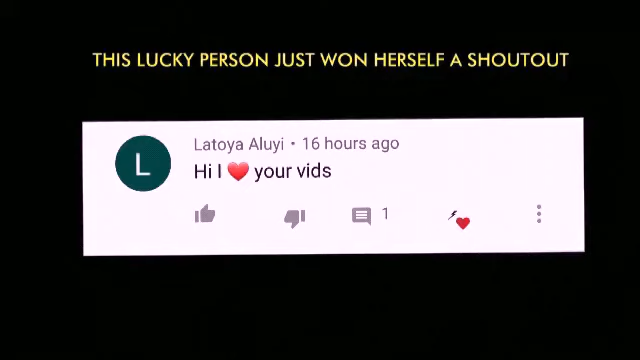 THIS LUCKY PERSON JUST WON HERSELF A SHOUTOUT
L
Latoya Aluyi • 16 hours ago
Hi I ❤️ your vids
1